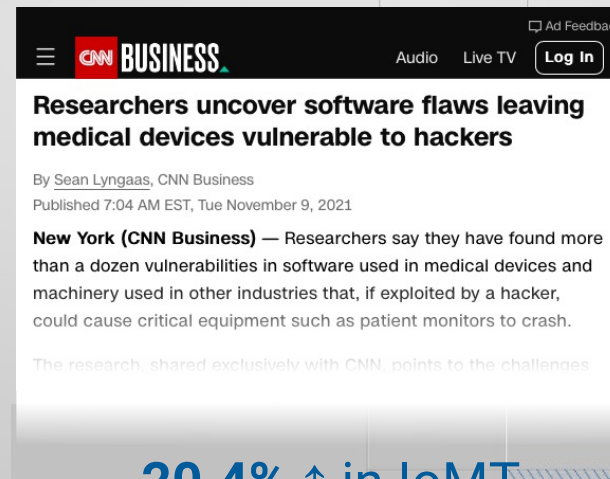 Ad Feedba
CNN BUSINESS
Audio Live TV Log In
Researchers uncover software flaws leaving
medical devices vulnerable to hackers
By Sean Lyngaas, CNN Business
Published 7:04 AM EST, Tue November 9, 2021
New York (CNN Business) — Researchers say they have found more
than a dozen vulnerabilities in software used in medical devices and
machinery used in other industries that, if exploited by a hacker,
could cause critical equipment such as patient monitors to crash.
The research, shared exclusively with CNN, points to the challenges
↑ in IoMT